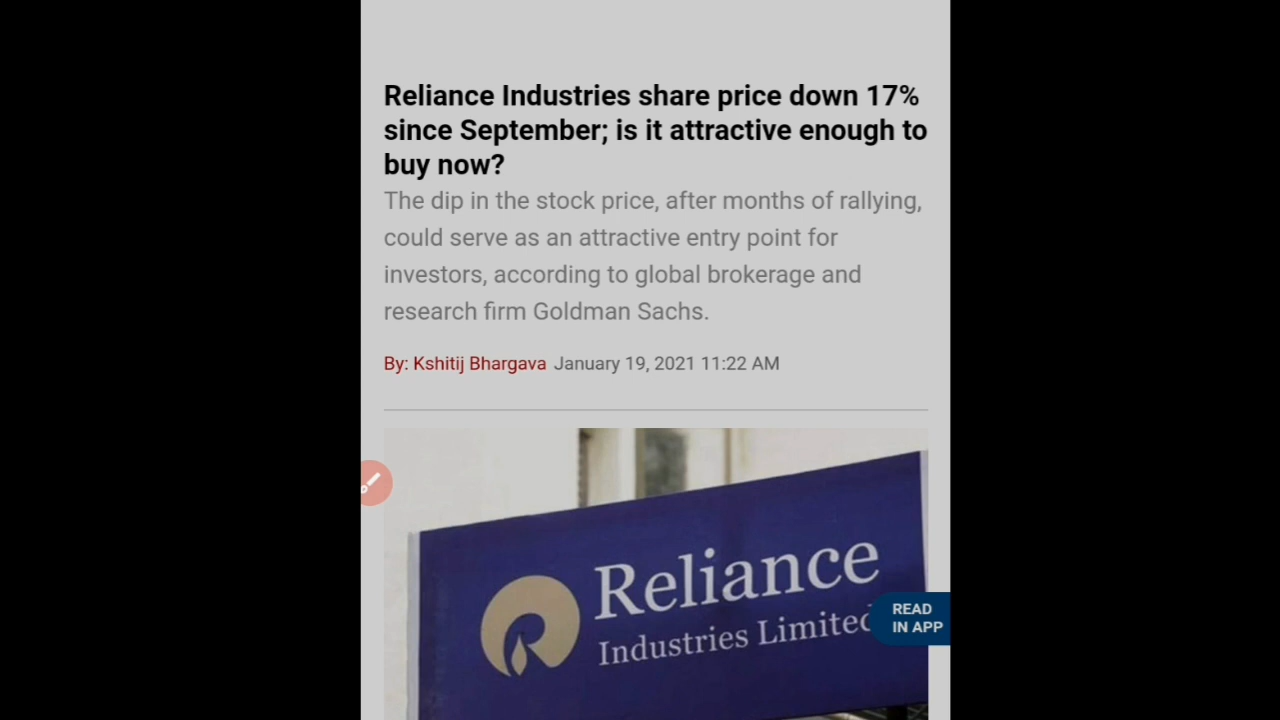 Reliance Industries share price down 17%
since September; is it attractive enough to
buy now?
The dip in the stock price, after months of rallying,
could serve as an attractive entry point for
investors, according to global brokerage and
research firm Goldman Sachs.
By: Kshitij Bhargava January 19, 2021 11:22 AM
Reliance
Industries Limited
READ
IN APP